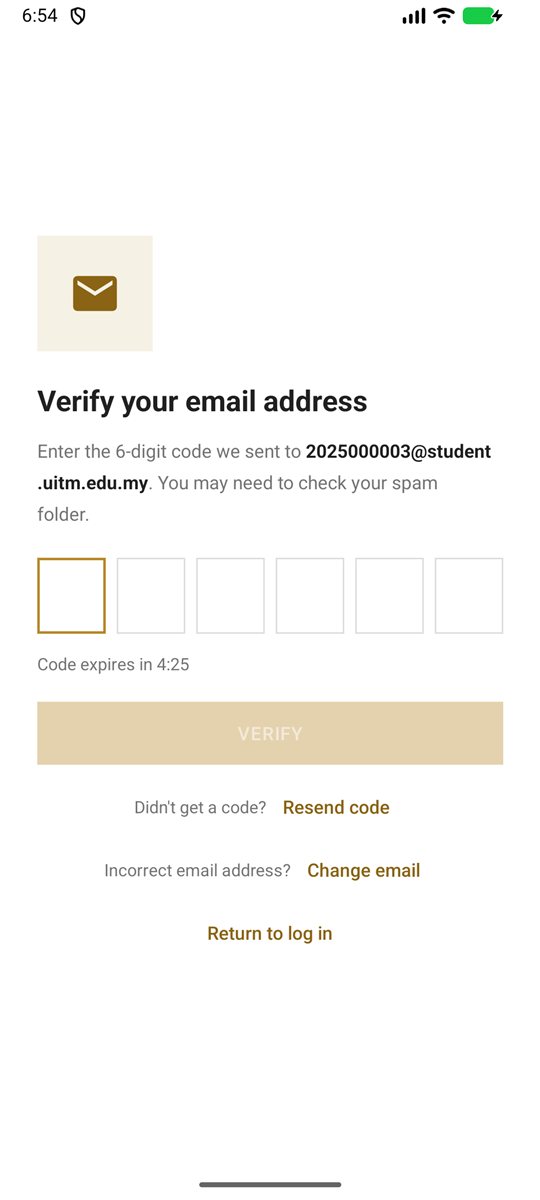 6:54
Verify your email address
Enter the 6-digit code we sent to 2025000003@student
.uitm.edu.my. You may need to check your spam
folder.
Code expires in 4:25
VERIFY
Didn't get a code? Resend code
Incorrect email address? Change email
Return to log in